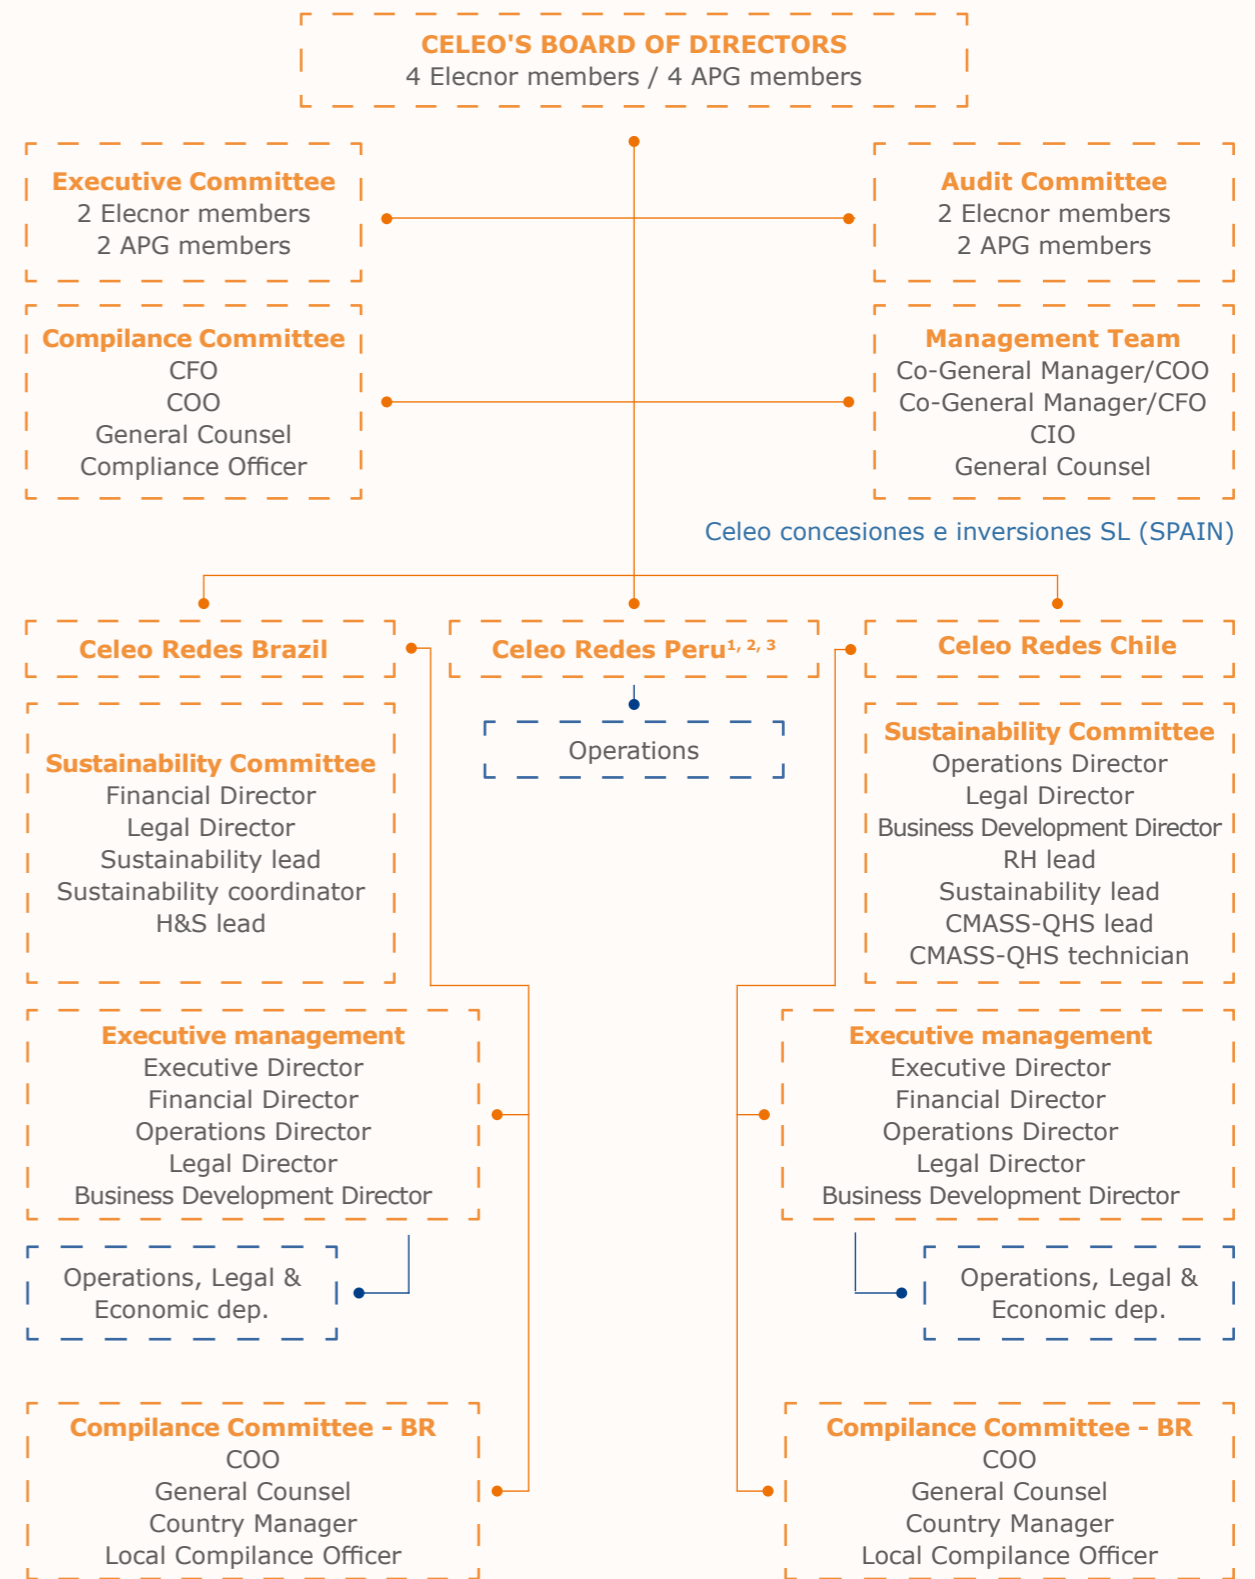 CELEO'S BOARD OF DIRECTORS
4 Elecnor members / 4 APG members
Executive Committee
2 Elecnor members
2 APG members
Audit Committee
2 Elecnor members
2 APG members
Compilance Committee
CFO
COO
General Counsel
Compliance Officer
Management Team
Co-General Manager/COO
Co-General Manager/CFO
CIO
General Counsel
Celeo concesiones e inversiones SL (SPAIN)
Celeo Redes Brazil
Celeo Redes Peru¹, ², ³
Celeo Redes Chile
Operations
Sustainability Committee
Financial Director
Legal Director
Sustainability lead
Sustainability coordinator
H&S lead
Sustainability Committee
Operations Director
Legal Director
Business Development Director
RH lead
Sustainability lead
CMASS-QHS lead
CMASS-QHS technician
Executive management
Executive Director
Financial Director
Operations Director
Legal Director
Business Development Director
Executive management
Executive Director
Financial Director
Operations Director
Legal Director
Business Development Director
Operations, Legal &
Economic dep.
Operations, Legal &
Economic dep.
Compilance Committee - BR
COO
General Counsel
Country Manager
Local Compilance Officer
Compilance Committee - BR
COO
General Counsel
Country Manager
Local Compilance Officer